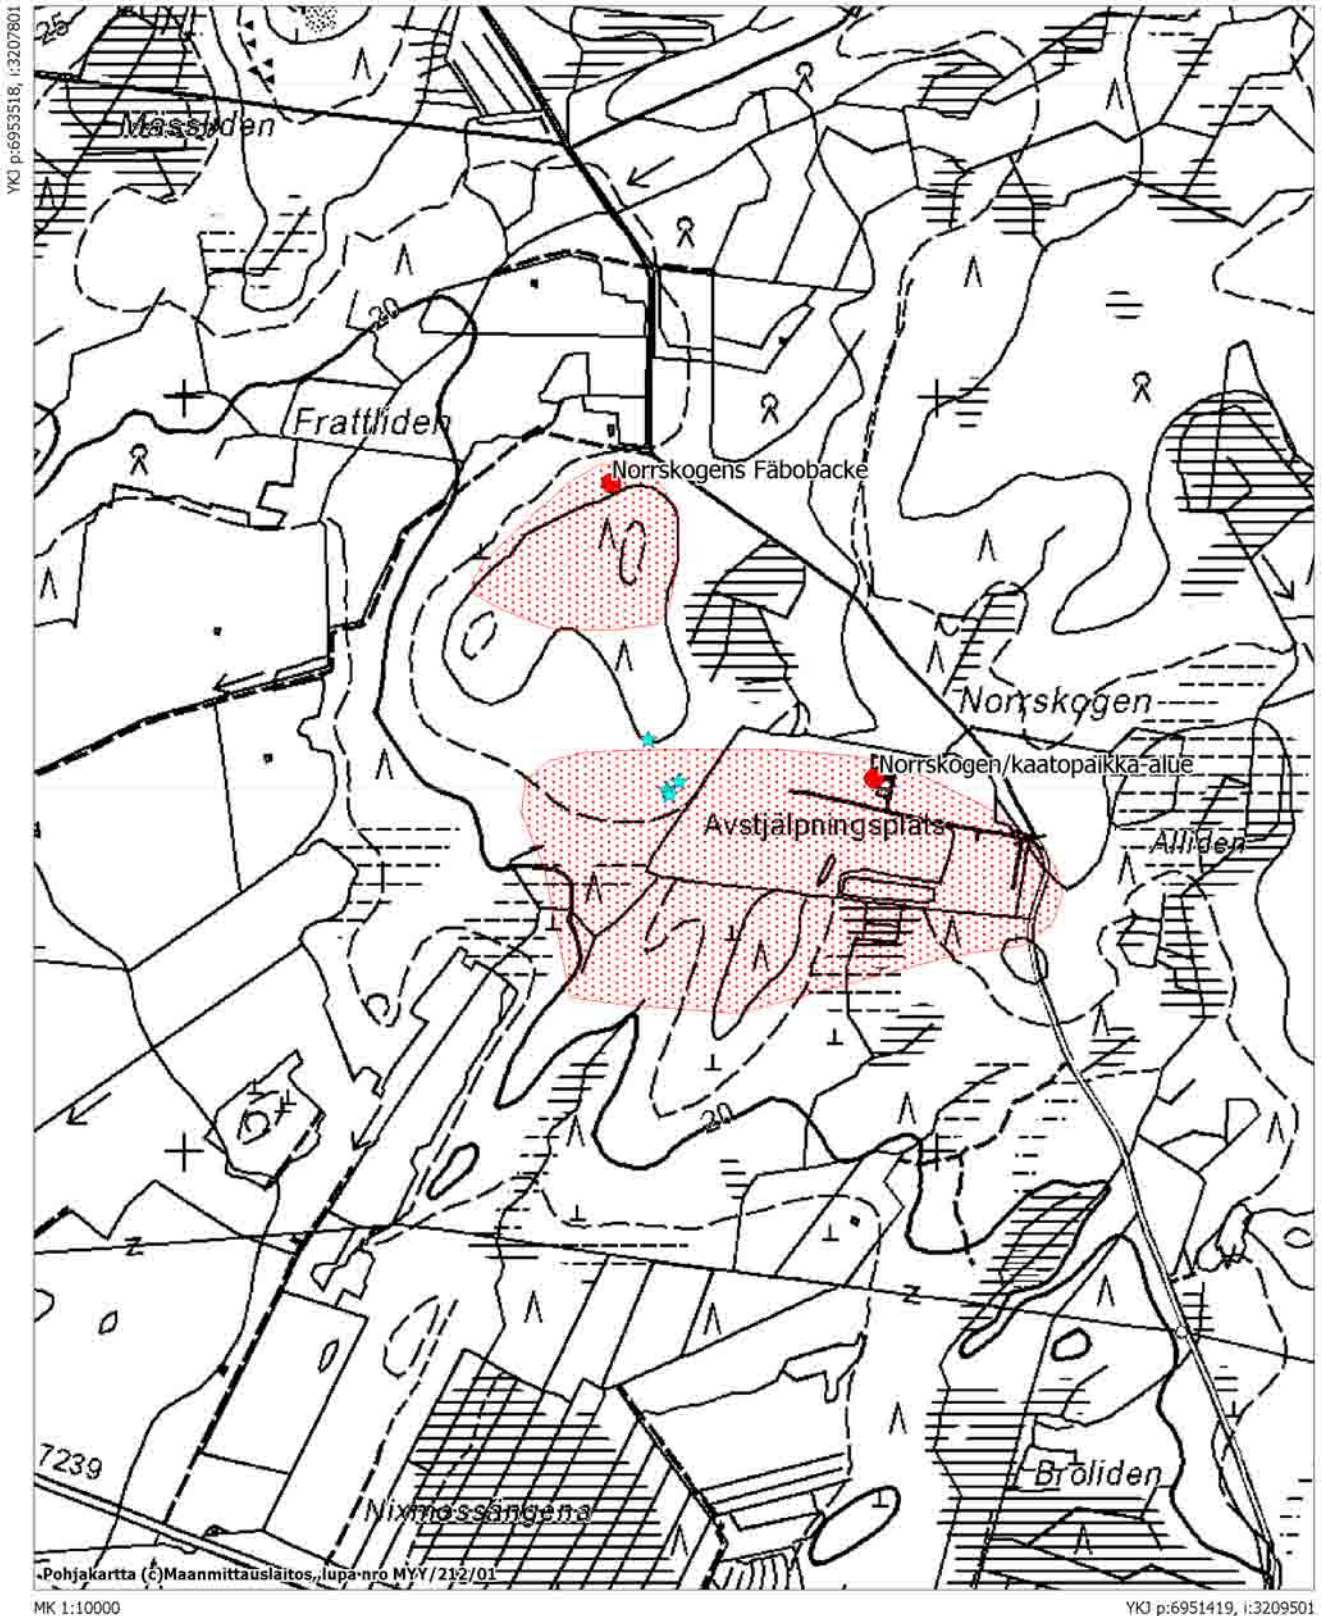 YKJ p:6953518, i:3207801
25
Mässliden
20
Frattliden
Norrskogens Fäbobacke
Norrskogen
Norrskogen/kaatopaikka-alue
Avstjälpningsplats
Alliden
20
Z
Z
7239
Nixmossängena
Broliden
Pohjakartta (c)Maanmittauslaitos, lupa nro MYY/212/01
MK 1:10000
YKJ p:6951419, i:3209501